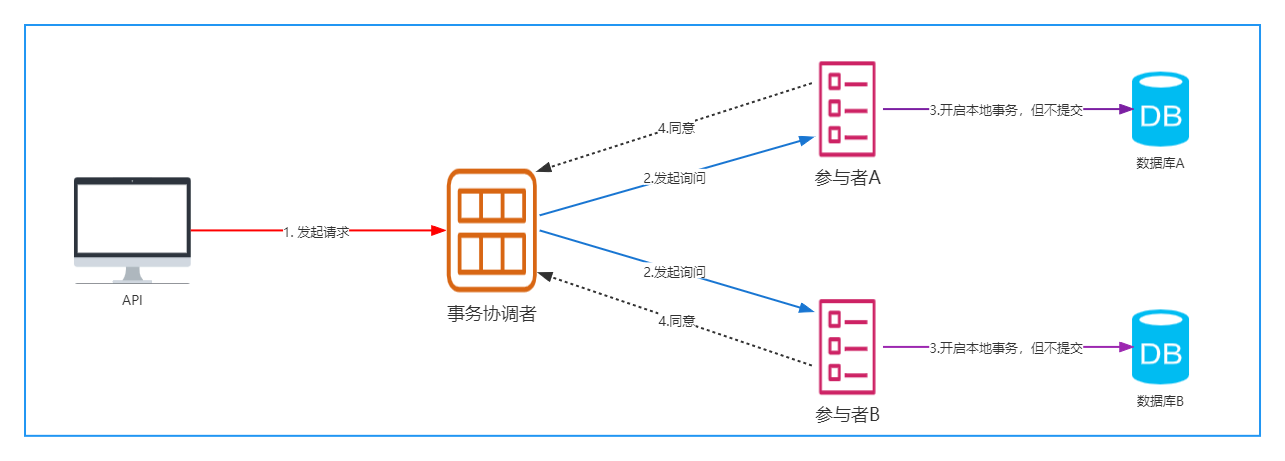 4.同意
3.开启本地事务，但不提交
DB
数据库A
2.发起询问
参与者A
1. 发起请求
API
事务协调者
2.发起询问
4.同意
3.开启本地事务，但不提交
DB
数据库B
参与者B